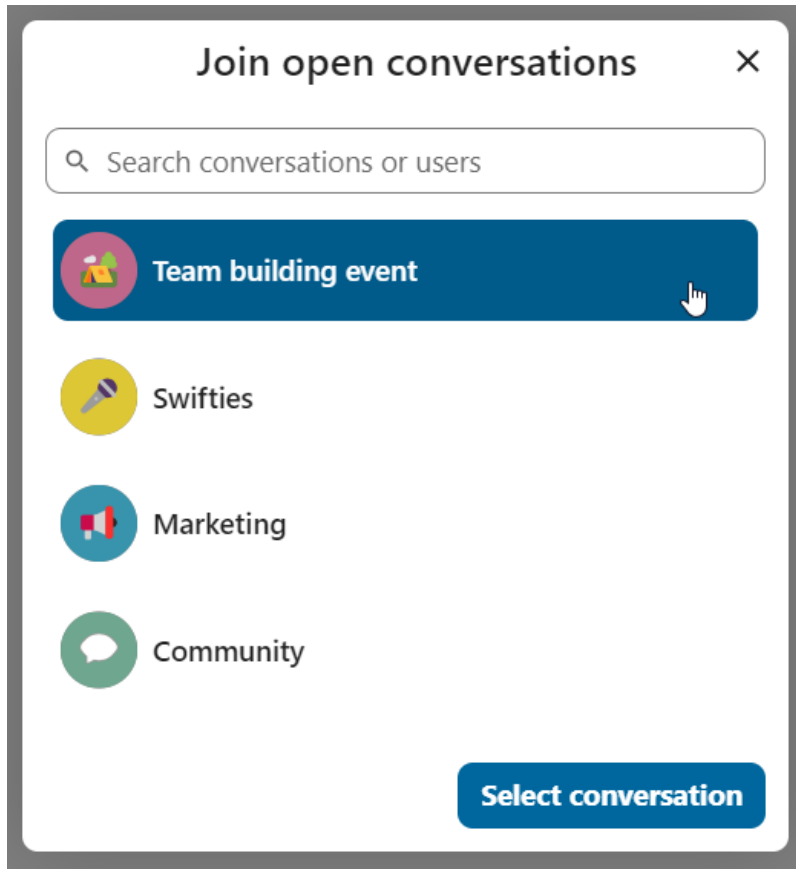 Join open conversations
Search conversations or users
Team building event
Swifties
Marketing
Community
Select conversation